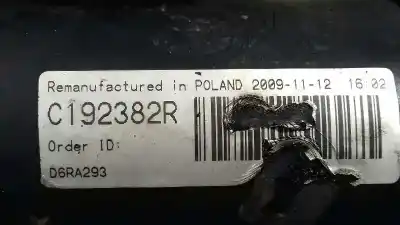 Remanufactured in POLAND 2009-11-12 16:02
C192382R
Order ID:
D6RA293